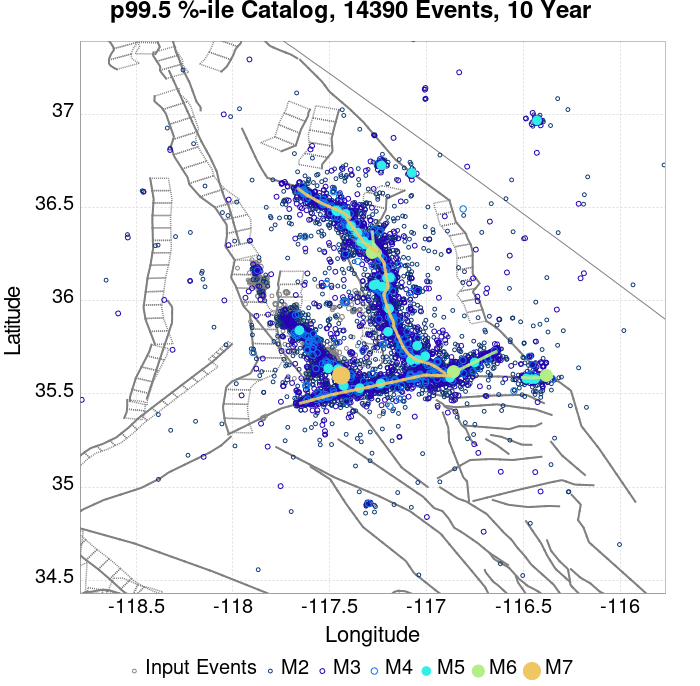 p99.5 %-ile Catalog, 14390 Events, 10 Year
37
36.5
36
35.5
35
34.5
Latitude
-118.5 -118 -117.5 -117 -116.5 -116
Longitude
Input Events M2 M3 M4 M5 M6 M7